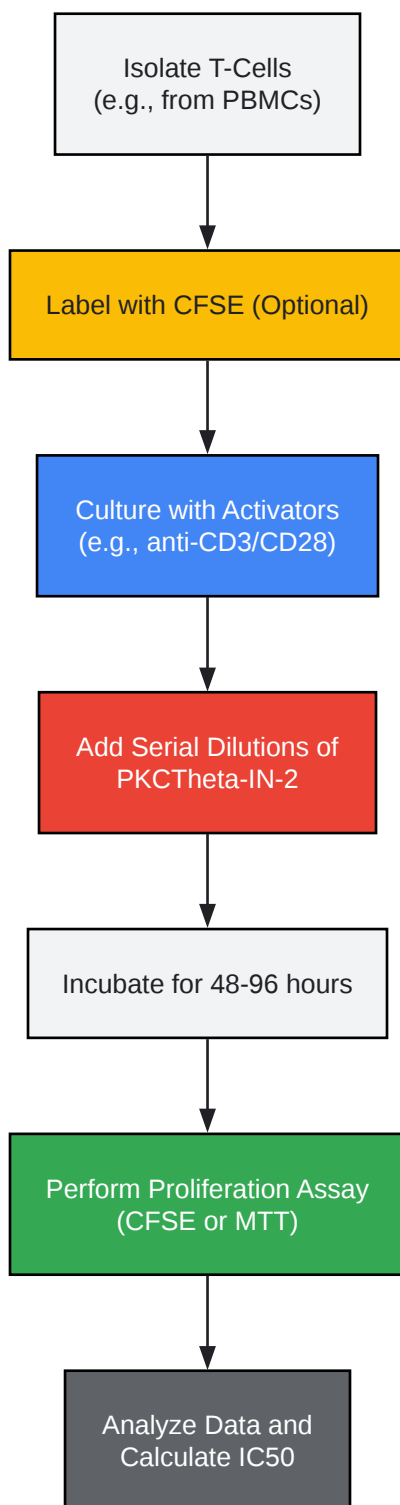 Isolate T-Cells
(e.g., from PBMCs)
Label with CFSE (Optional)
Culture with Activators
(e.g., anti-CD3/CD28)
Add Serial Dilutions of
PKCTheta-IN-2
Incubate for 48-96 hours
Perform Proliferation Assay
(CFSE or MTT)
Analyze Data and
Calculate IC50